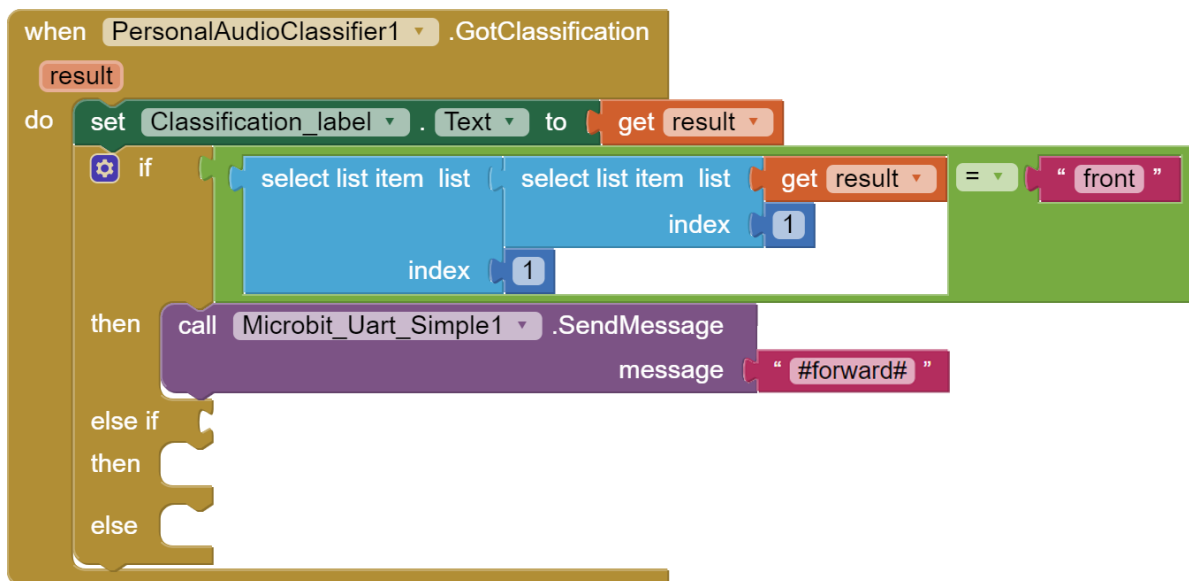 when PersonalAudioClassifier1 .GotClassification
result
do set Classification_label . Text to get result
if select list item list select list item list get result = " front "
index 1
index 1
then call Microbit_Uart_Simple1 .SendMessage
message " #forward# "
else if
then
else